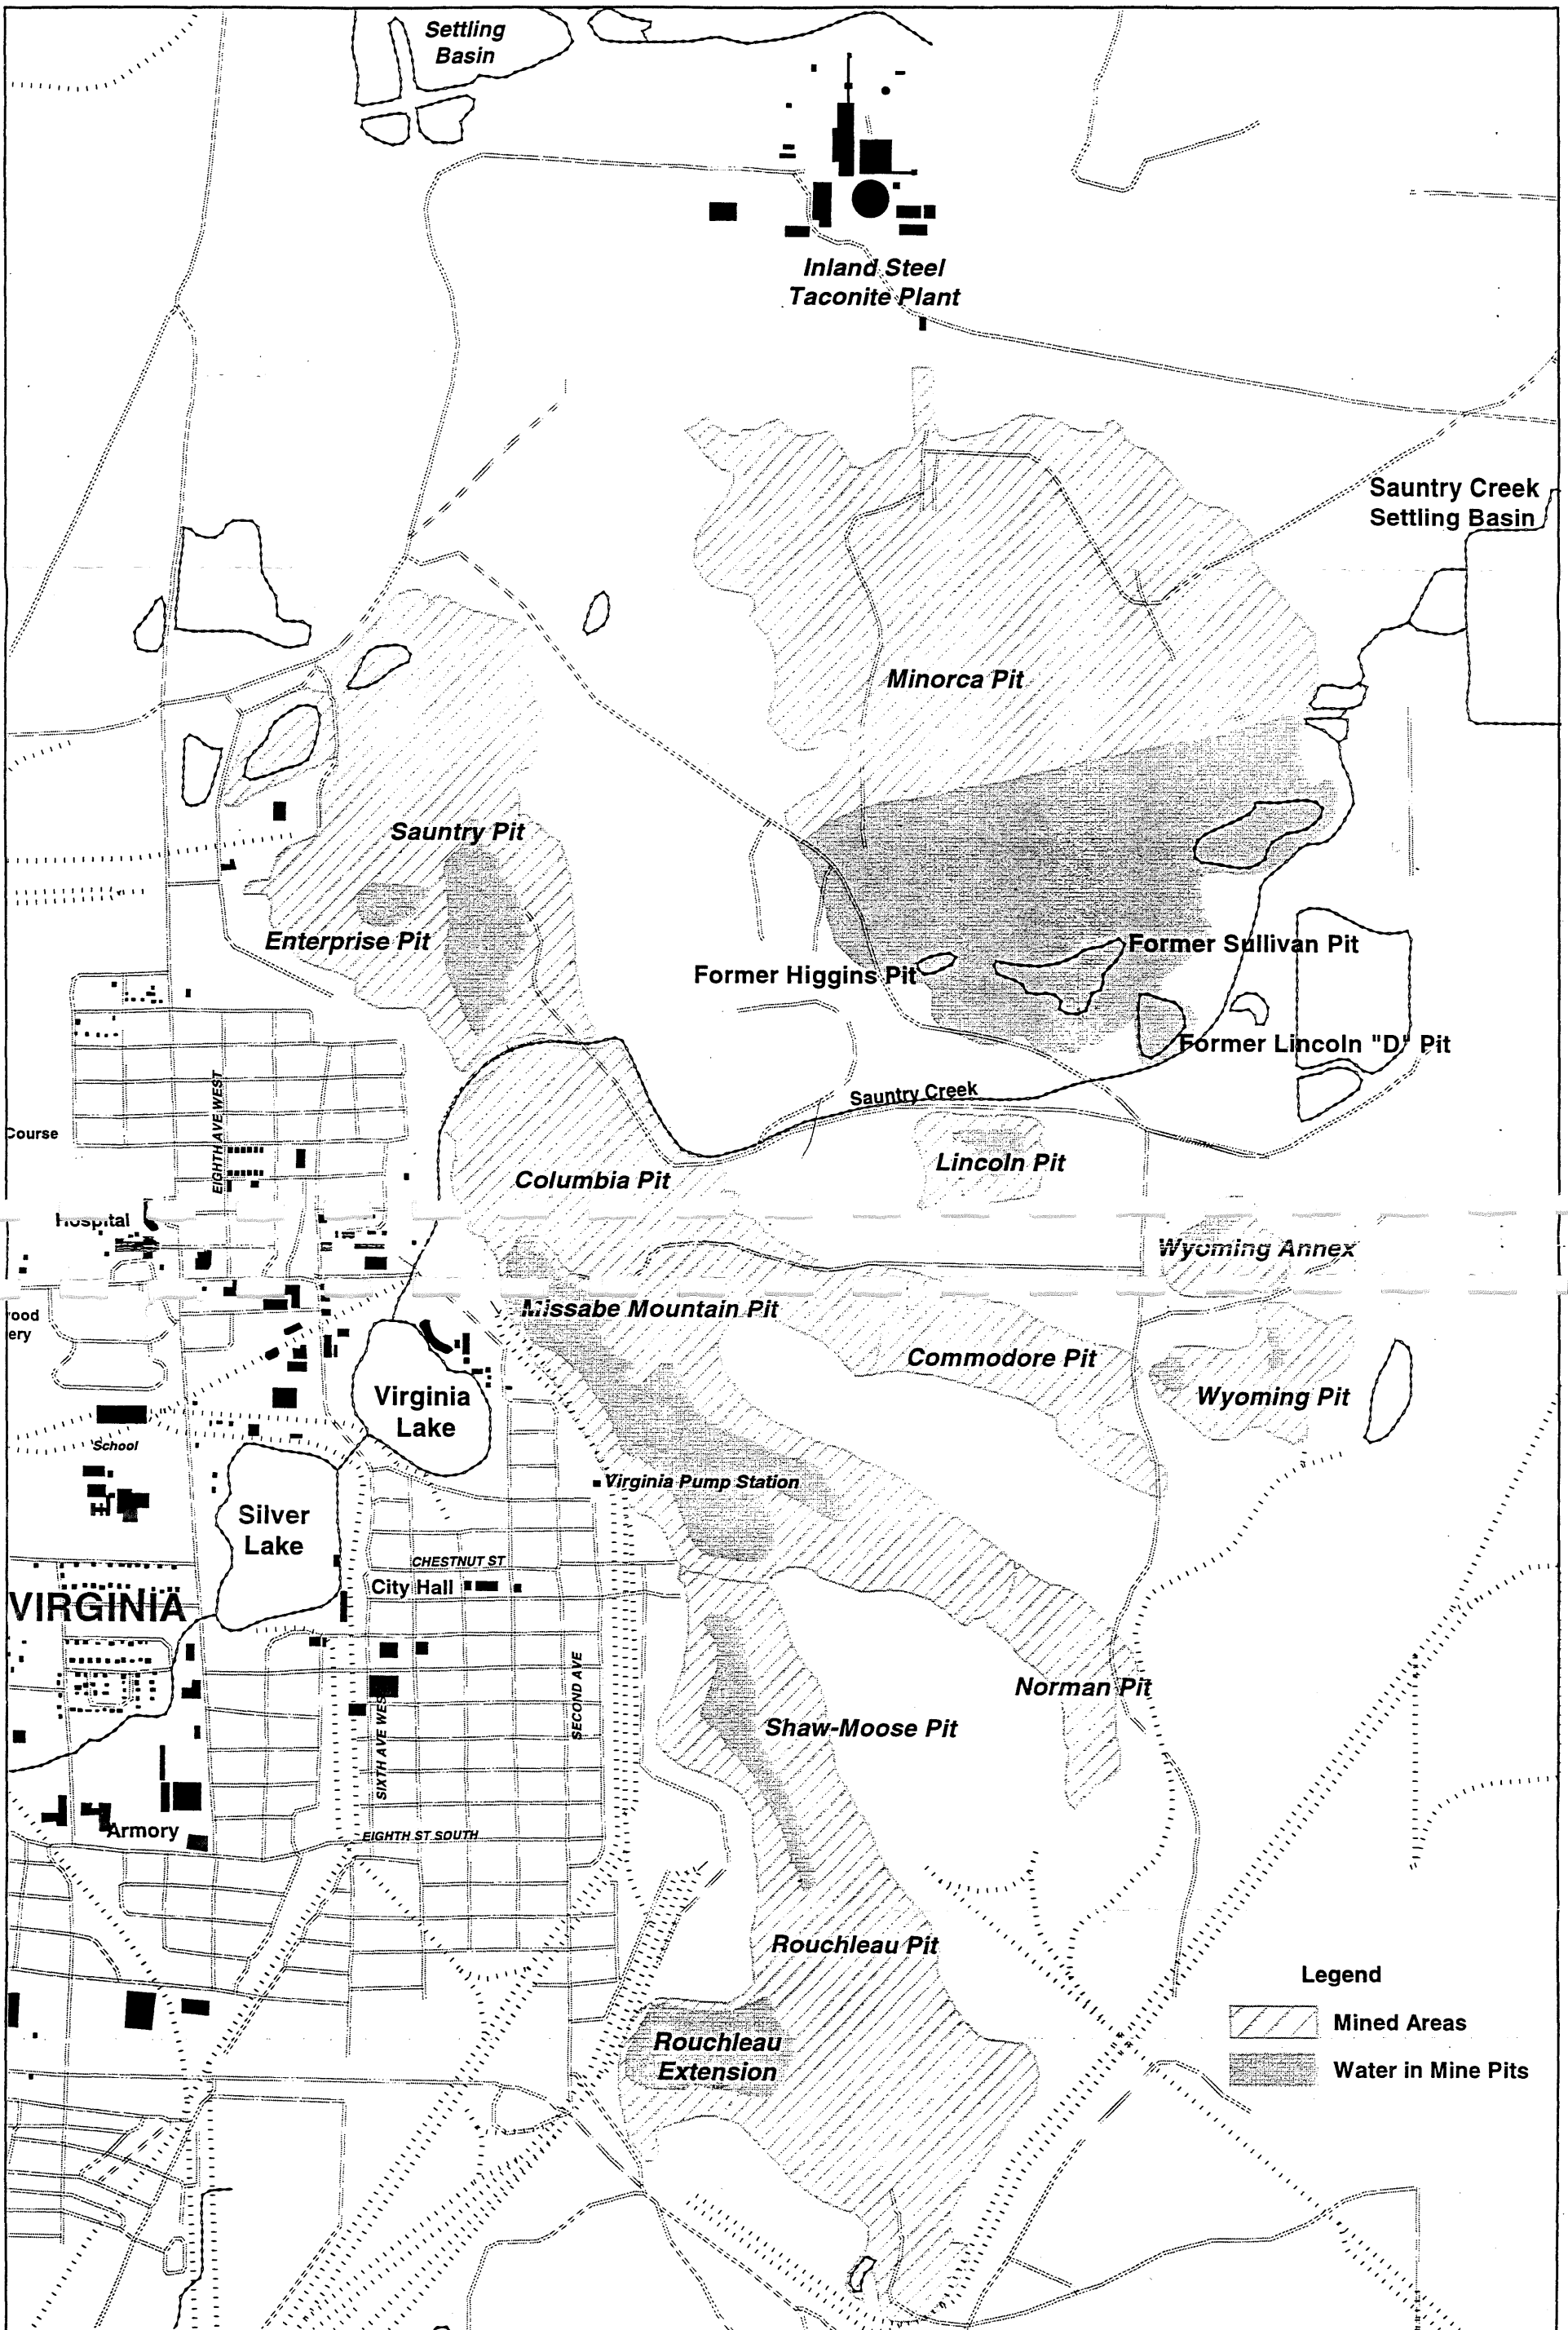 Settling
Basin
Inland Steel
Taconite Plant
Sauntry Creek
Settling Basin
Minorca Pit
Sauntry Pit
Enterprise Pit
Former Sullivan Pit
Former Higgins Pit
Former Lincoln "D" Pit
Sauntry Creek
EIGHTH AVE WEST
Course
Lincoln Pit
Columbia Pit
Hospital
Wyoming Annex
Missabe Mountain Pit
ood
ery
Commodore Pit
Wyoming Pit
Virginia
Lake
School
Virginia Pump Station
Silver
Lake
CHESTNUT ST
City Hall
VIRGINIA
SECOND AVE
Norman Pit
SIXTH AVE WES
Shaw-Moose Pit
Armory
EIGHTH ST SOUTH
Rouchleau Pit
Legend
Mined Areas
Rouchleau
Extension
Water in Mine Pits